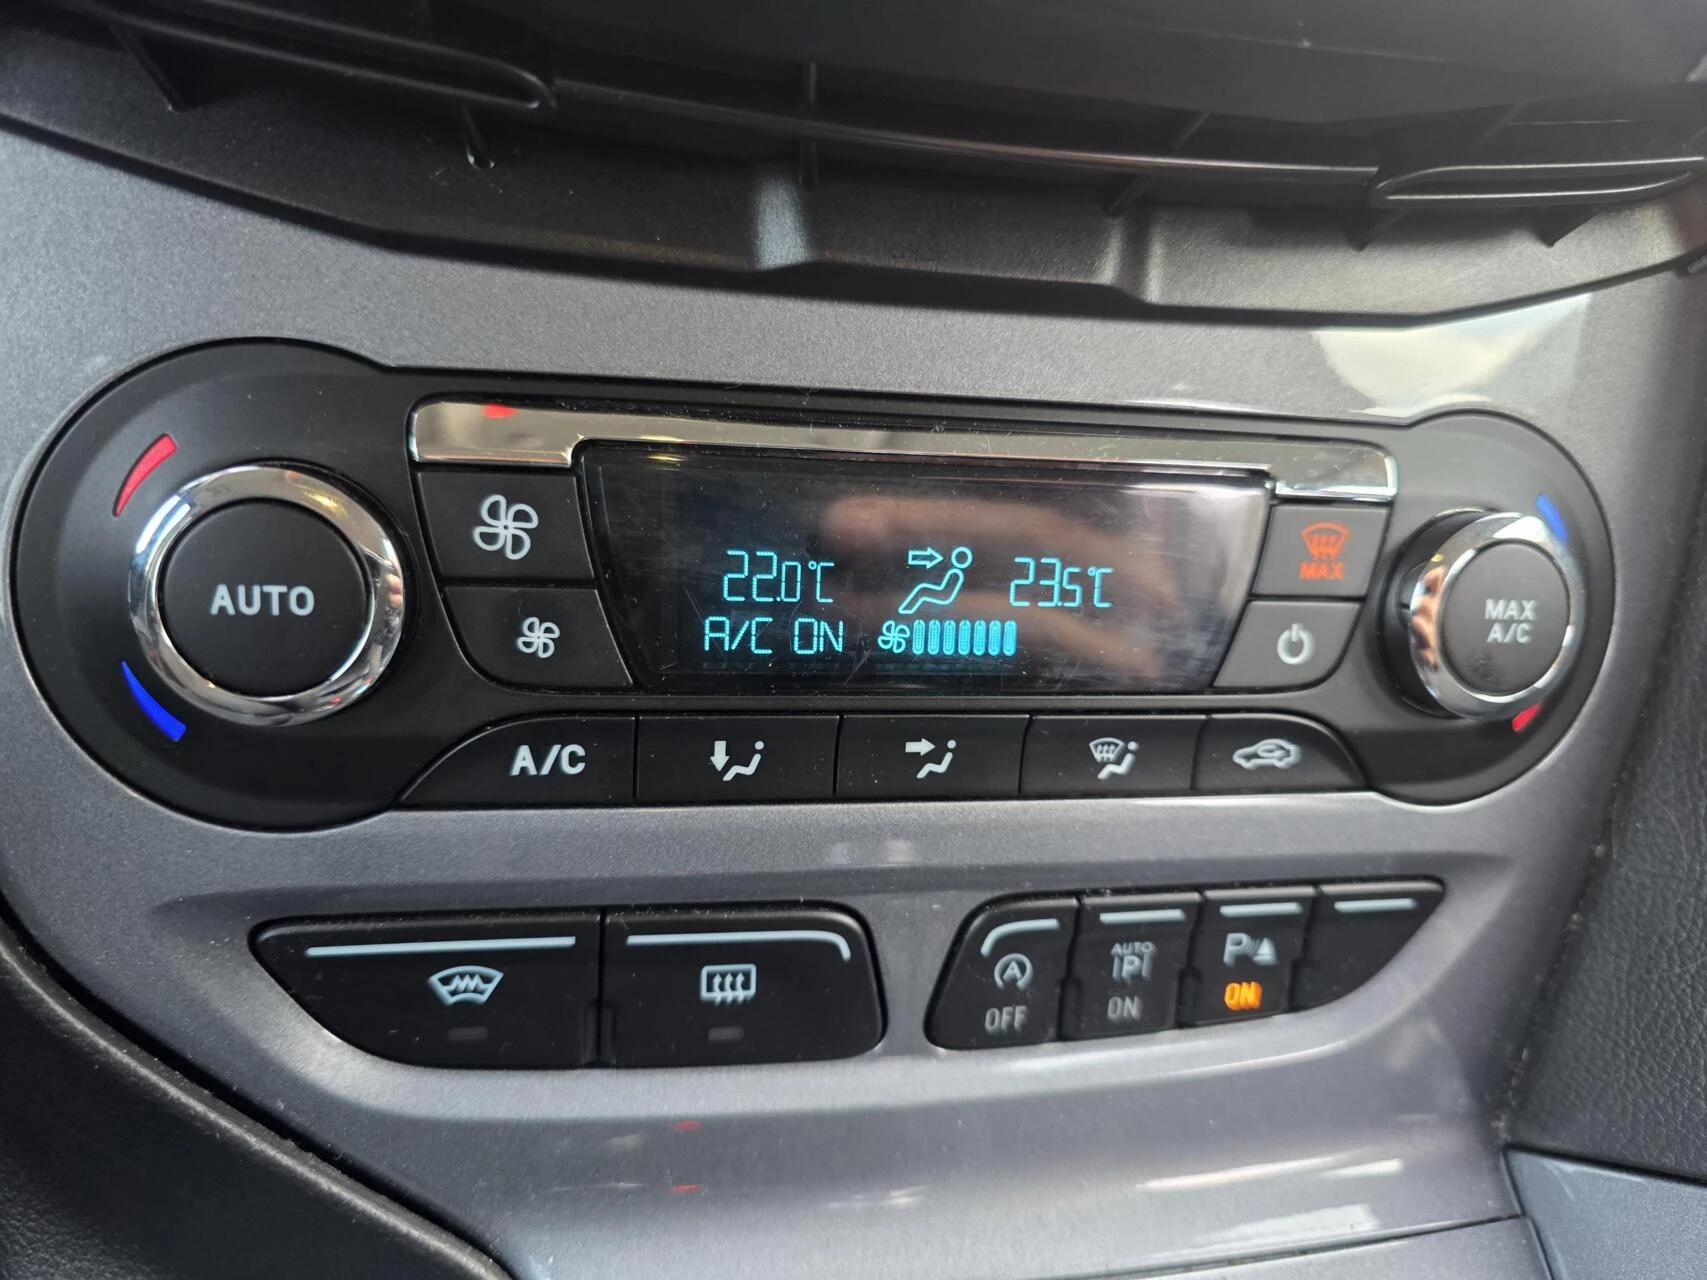 AUTO
22.0°C
23.5°C
A/C ON
MAX
MAX
A/C
A/C
A
OFF
AUTO
P
ON
P
ON